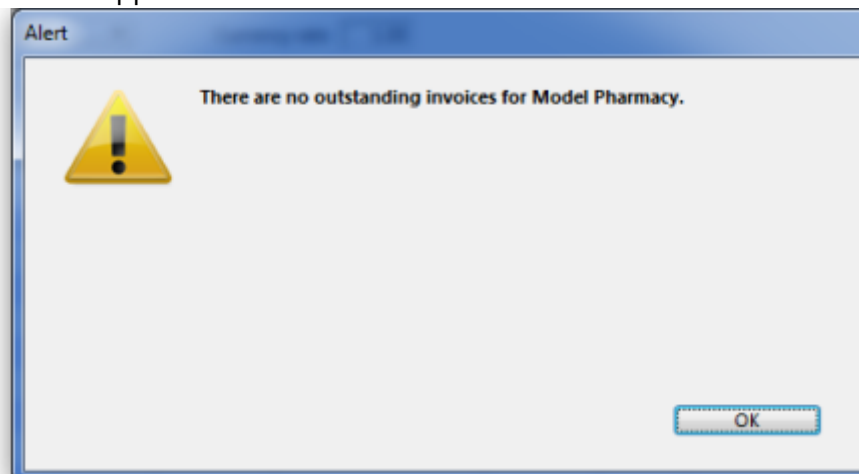 Alert
There are no outstanding invoices for Model Pharmacy.
OK